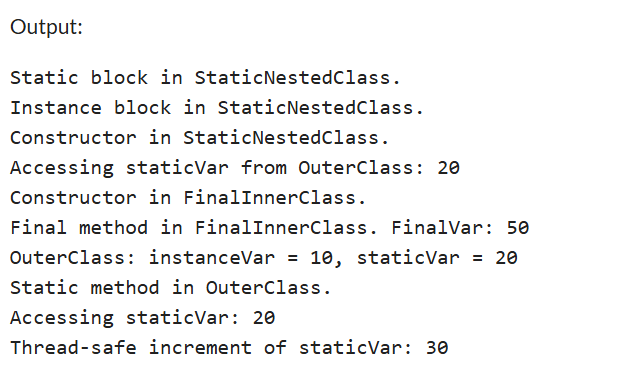 Output:
Static block in StaticNestedClass.
Instance block in StaticNestedClass.
Constructor in StaticNestedClass.
Accessing staticVar from OuterClass: 20
Constructor in FinalInnerClass.
Final method in FinalInnerClass. FinalVar: 50
OuterClass: instanceVar = 10, staticVar = 20
Static method in OuterClass.
Accessing staticVar: 20
Thread-safe increment of staticVar: 30